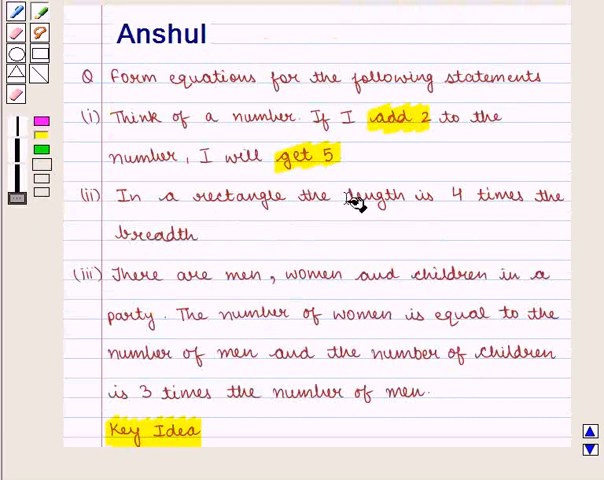 Anshul
Q Form equations for the following statements
(i) Think of a number. If I add 2 to the
number, I will get 5
(ii) In a rectangle the length is 4 times the
breadth
(iii) There are men, women and children in a
party. The number of women is equal to the
number of men and the number of children
is 3 times the number of men.
Key Idea